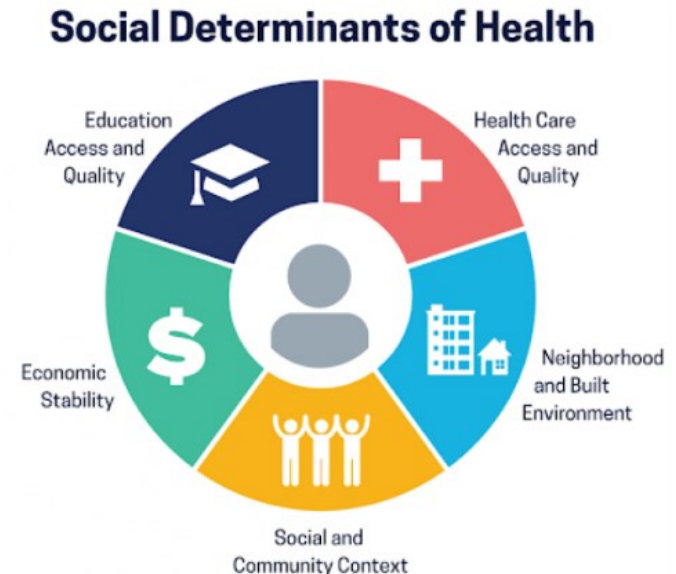 Social Determinants of Health
Education
Access and
Quality
Health Care
Access and
Quality
$
Economic
Stability
Neighborhood
and Built
Environment
Social and
Community Context